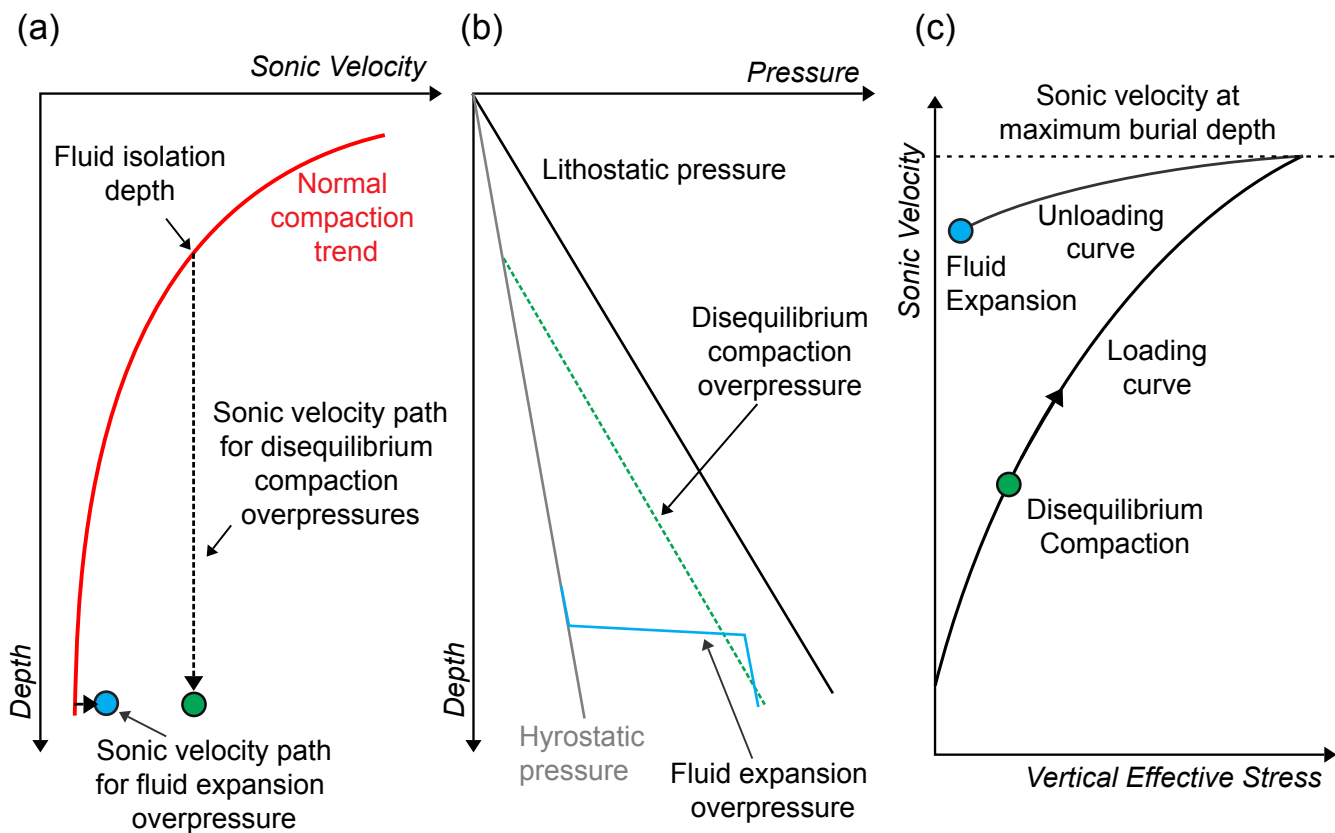 (a)
Sonic Velocity
Fluid isolation
depth
Normal
compaction
trend
Sonic velocity path
for disequilibrium
compaction
overpressures
Depth
Sonic velocity path
for fluid expansion
overpressure
(b)
Pressure
Lithostatic pressure
Disequilibrium
compaction
overpressure
Depth
Hyrostatic
pressure
Fluid expansion
overpressure
(c)
Sonic velocity at
maximum burial depth
Sonic Velocity
Unloading
curve
Fluid
Expansion
Loading
curve
Disequilibrium
Compaction
Vertical Effective Stress